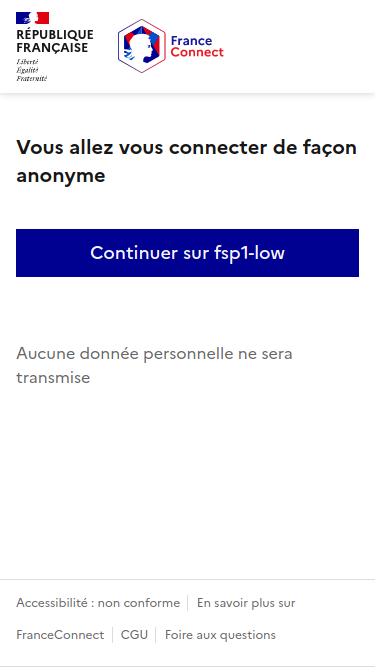 RÉPUBLIQUE
FRANÇAISE
Liberté
Égalité
Fraternité
France
Connect
Vous allez vous connecter de façon
anonyme
Continuer sur fsp1-low
Aucune donnée personnelle ne sera
transmise
Accessibilité : non conforme En savoir plus sur
FranceConnect CGU Foire aux questions